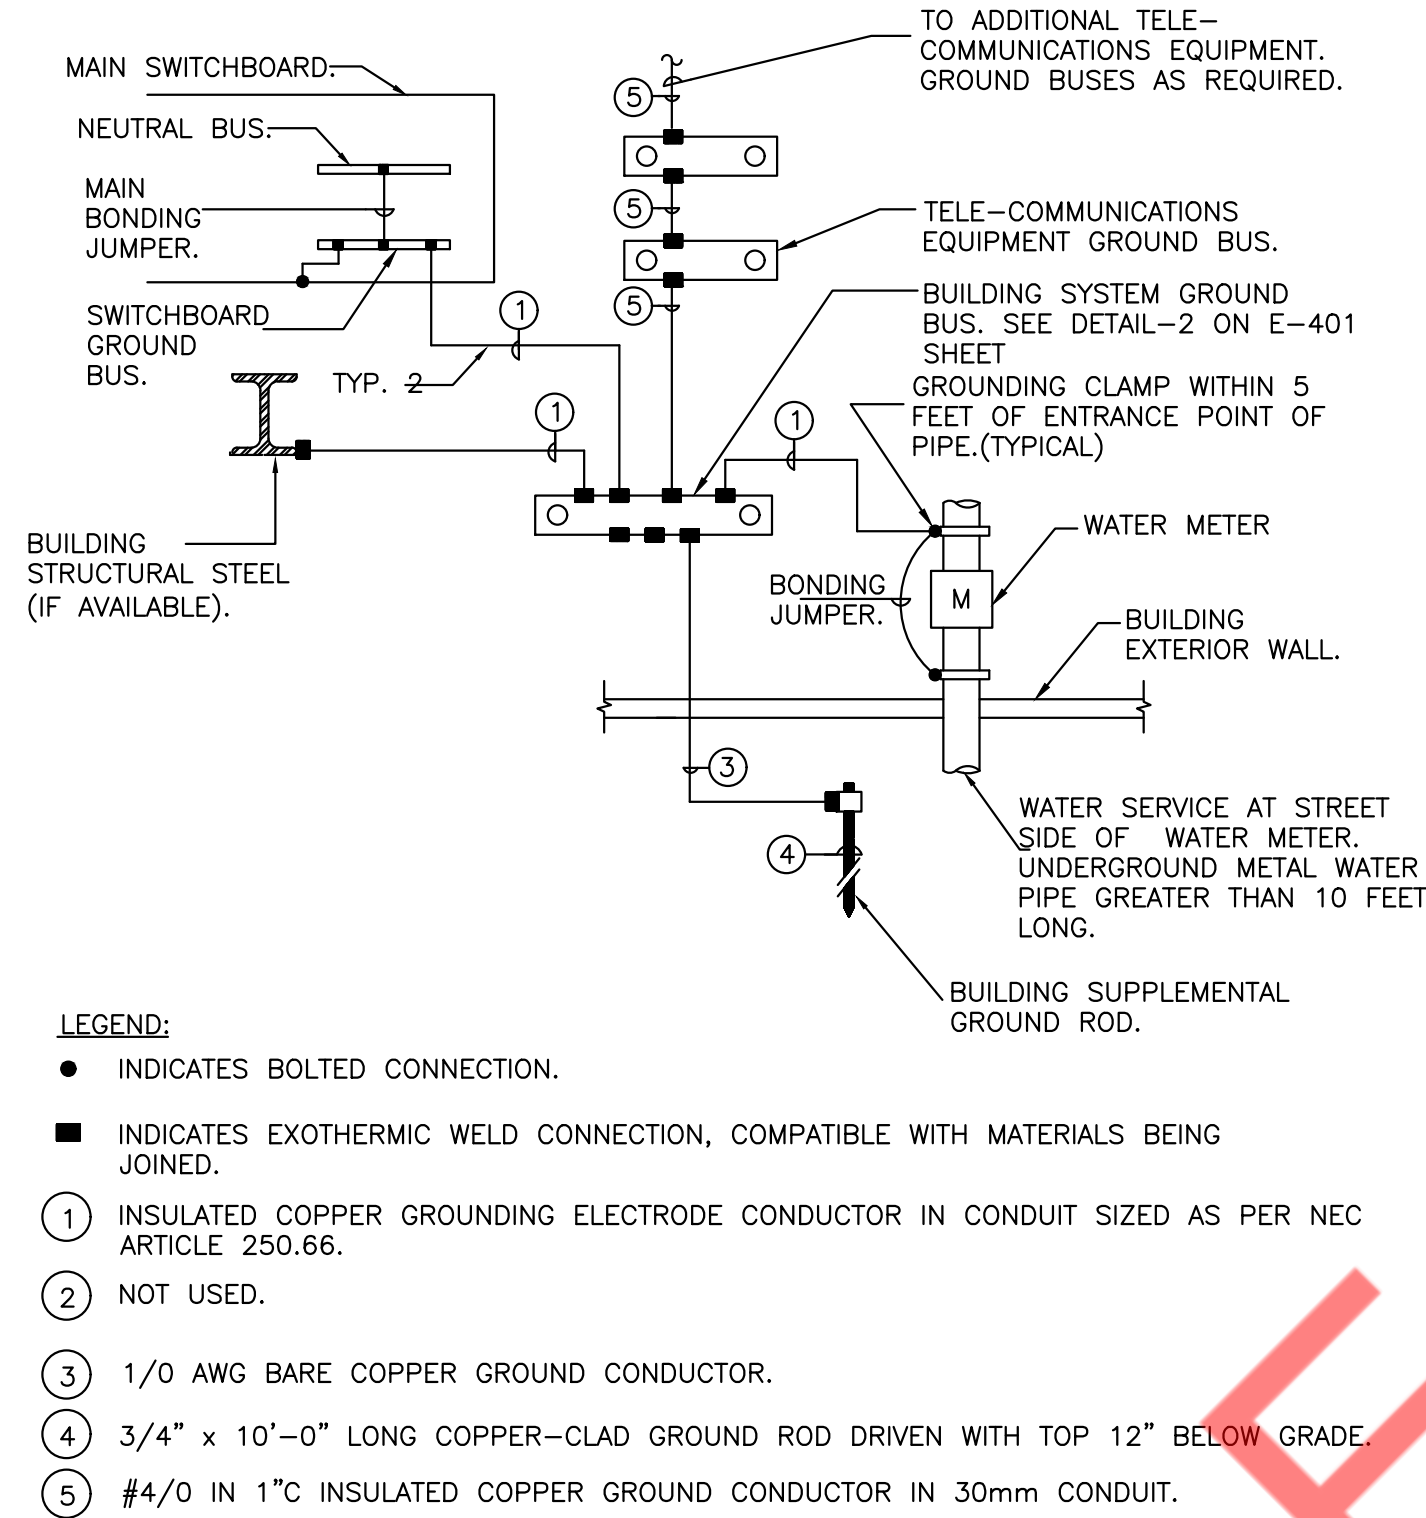 TO ADDITIONAL TELE-
COMMUNICATIONS EQUIPMENT.
GROUND BUSES AS REQUIRED.
MAIN SWITCHBOARD.
NEUTRAL BUS.
MAIN
BONDING
JUMPER.
SWITCHBOARD
GROUND
BUS.
5
5
5
TELE-COMMUNICATIONS
EQUIPMENT GROUND BUS.
BUILDING SYSTEM GROUND
BUS. SEE DETAIL-2 ON E-401
SHEET
1
TYP. 2
1
1
GROUNDING CLAMP WITHIN 5
FEET OF ENTRANCE POINT OF
PIPE.(TYPICAL)
BUILDING
STRUCTURAL STEEL
(IF AVAILABLE).
WATER METER
BONDING
JUMPER.
M
BUILDING
EXTERIOR WALL.
3
4
WATER SERVICE AT STREET
SIDE OF WATER METER.
UNDERGROUND METAL WATER
PIPE GREATER THAN 10 FEET
LONG.
BUILDING SUPPLEMENTAL
GROUND ROD.
LEGEND:
INDICATES BOLTED CONNECTION.
INDICATES EXOTHERMIC WELD CONNECTION, COMPATIBLE WITH MATERIALS BEING
JOINED.
1 INSULATED COPPER GROUNDING ELECTRODE CONDUCTOR IN CONDUIT SIZED AS PER NEC
ARTICLE 250.66.
2 NOT USED.
3 1/0 AWG BARE COPPER GROUND CONDUCTOR.
4 3/4" x 10'-0" LONG COPPER-CLAD GROUND ROD DRIVEN WITH TOP 12" BELOW GRADE.
5 #4/0 IN 1"C INSULATED COPPER GROUND CONDUCTOR IN 30mm CONDUIT.